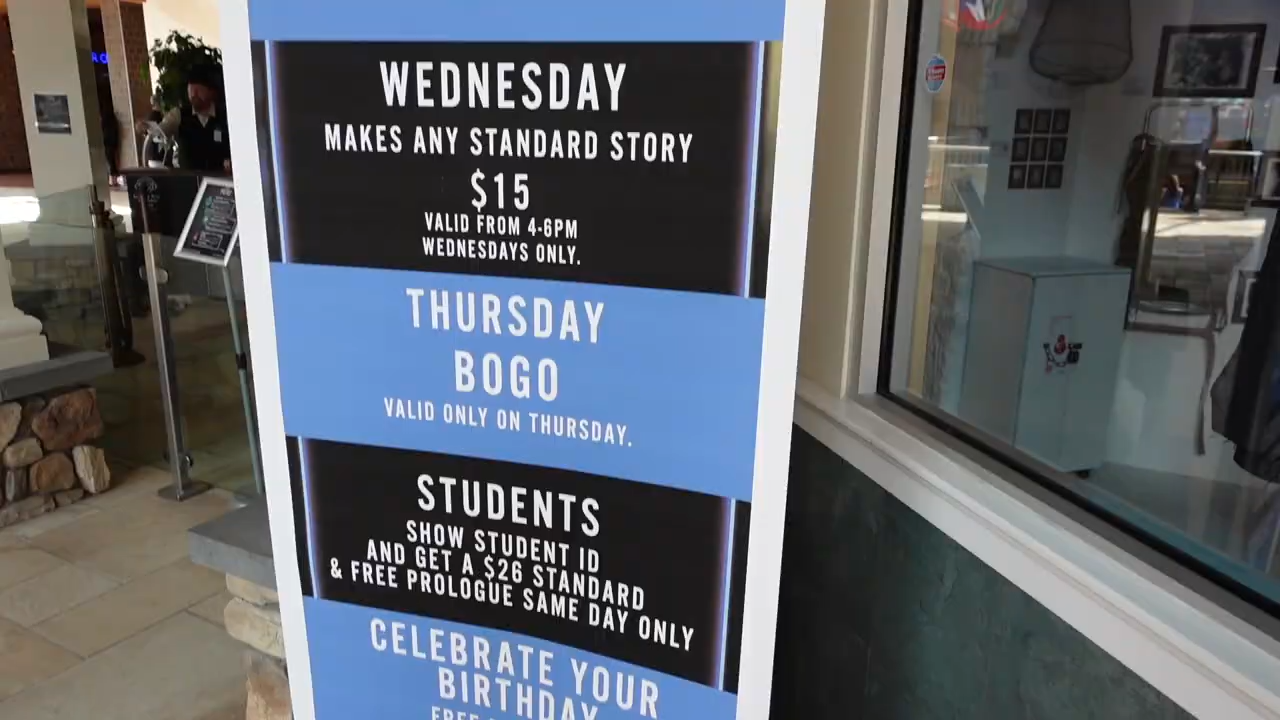 WEDNESDAY
MAKES ANY STANDARD STORY
$15
VALID FROM 4-6PM
WEDNESDAYS ONLY.
THURSDAY
BOGO
VALID ONLY ON THURSDAY.
STUDENTS
SHOW STUDENT ID
AND GET A $26 STANDARD
& FREE PROLOGUE SAME DAY ONLY
CELEBRATE YOUR
BIRTHDAY